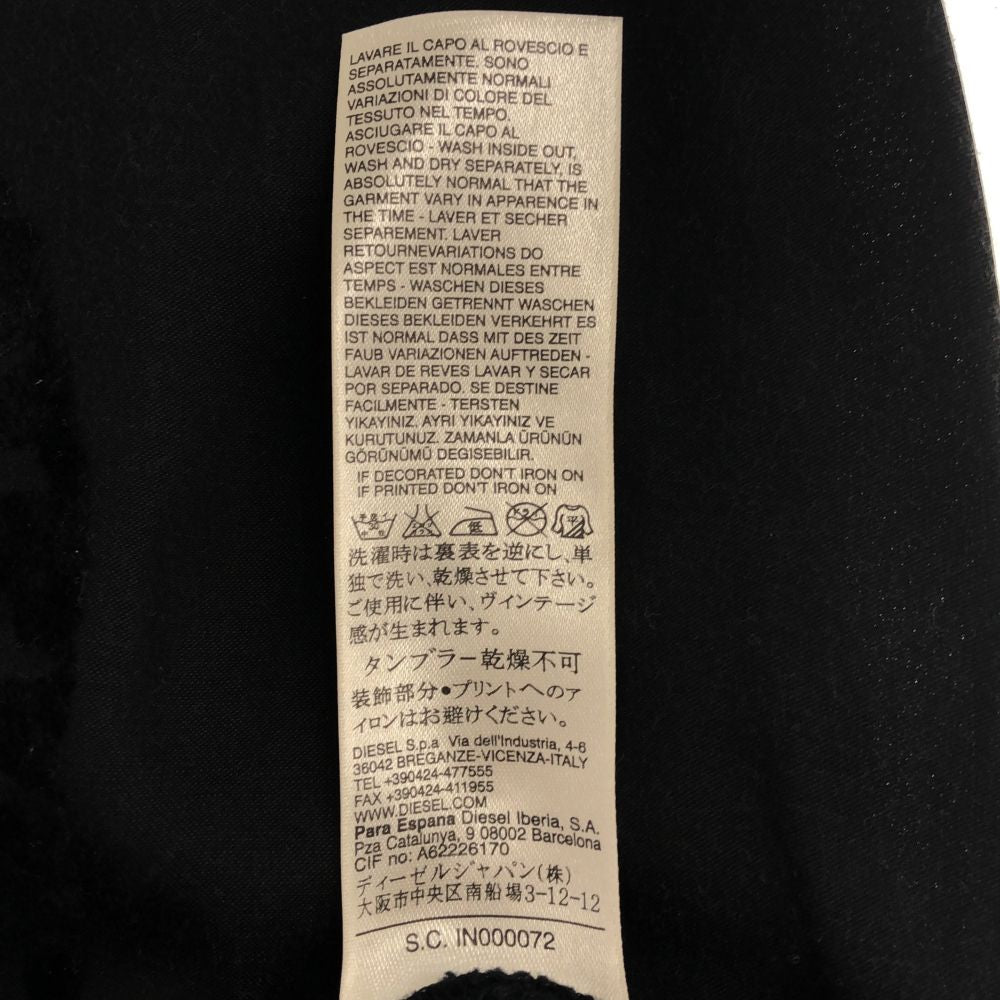 LAVARE IL CAPO AL ROVESCIO E
SEPARATAMENTE. SONO
ASSOLUTAMENTE NORMALI
VARIAZIONI DI COLORE DEL
TESSUTO NEL TEMPO.
ASCIUGARE IL CAPO AL
ROVESCIO - WASH INSIDE OUT,
WASH AND DRY SEPARATELY, IS
ABSOLUTELY NORMAL THAT THE
GARMENT VARY IN APPARENCE IN
THE TIME - LAVER ET SECHER
SEPAREMENT. LAVER
RETOURNEVARIATIONS DO
ASPECT EST NORMALES ENTRE
TEMPS - WASCHEN DIESES
BEKLEIDEN GETRENNT WASCHEN
DIESES BEKLEIDEN VERKEHRT ES
IST NORMAL DASS MIT DES ZEIT
FAUB VARIAZIONEN AUFTREDEN -
LAVAR DE REVES LAVAR Y SECAR
POR SEPARADO. SE DESTINE
FACILMENTE - TERSTEN
YIKAYINIZ. AYRI YIKAYINIZ VE
KURUTUNUZ. ZAMANLA ÜRÜNÜN
GÖRÜNÜMÜ DEGISEBILIR.
IF DECORATED DON'T IRON ON
IF PRINTED DON'T IRON ON
低 平
洗濯時は裏表を逆にし、単
独で洗い、乾燥させて下さい。
ご使用に伴い、ヴィンテージ
感が生まれます。
タンブラー乾燥不可
装飾部分・プリントへのア
イロンはお避けください。
DIESEL S.p.a Via dell'Industria, 4-6
36042 BREGANZE-VICENZA-ITALY
TEL +390424-477555
FAX +390424-411955
WWW.DIESEL.COM
Para Espana Diesel Iberia, S.A.
Pza Catalunya, 9 08002 Barcelona
CIF no: A62226170
ディーゼルジャパン(株)
大阪市中央区南船場3-12-12
S.C. IN000072